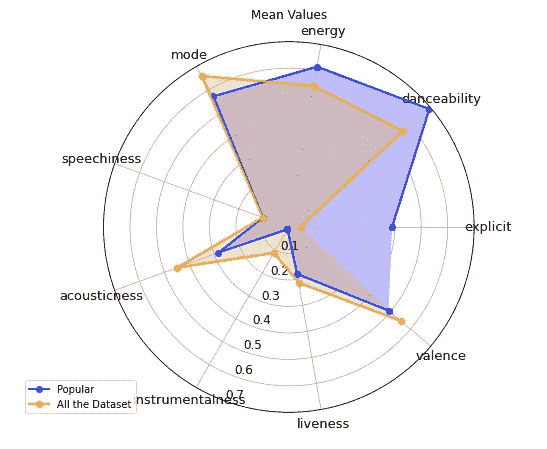 Mean Values
energy
mode
danceability
speechiness
explicit
0.1
0.2
0.3
0.4
0.5
0.6
0.7
acousticness
valence
instrumentalness
liveness
Popular
All the Dataset